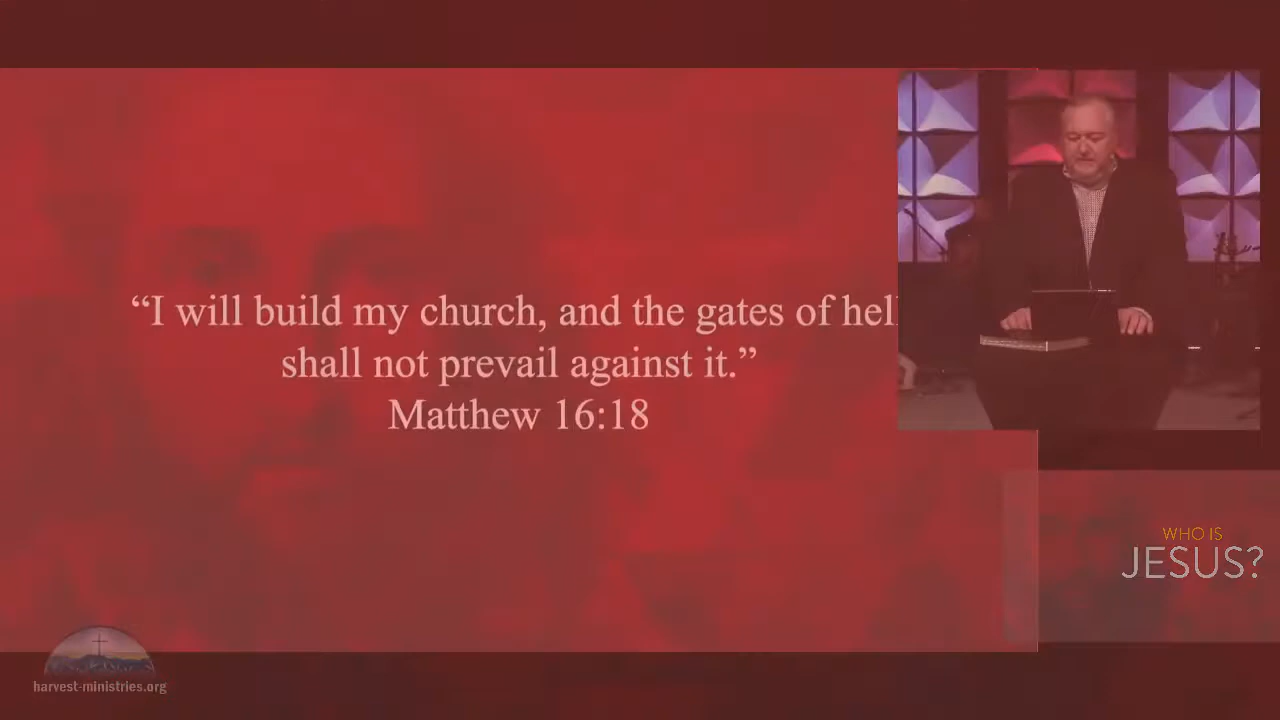 “I will build my church, and the gates of hel
shall not prevail against it.”
Matthew 16:18
WHO IS
JESUS?
harvest-ministries.org